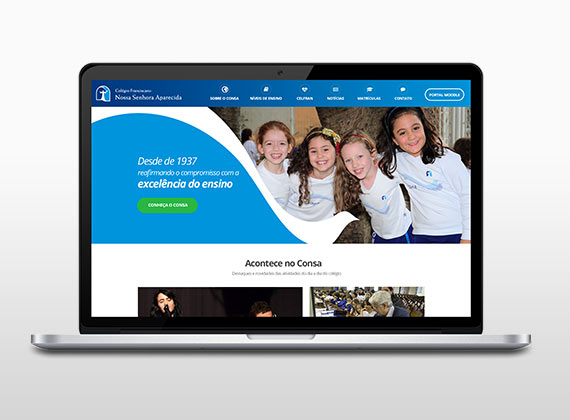 Colégio Franciscano
Nossa Senhora Aparecida
SOBRE O CONSA
NÍVEIS DE ENSINO
CELFRAN
NOTÍCIAS
MATRÍCULAS
CONTATO
PORTAL MOODLE
Desde de 1937
reafirmando o compromisso com a
excelência do ensino
CONHEÇA O CONSA
Acontece no Consa
Destaques e novidades das atividades do dia a dia do colégio.